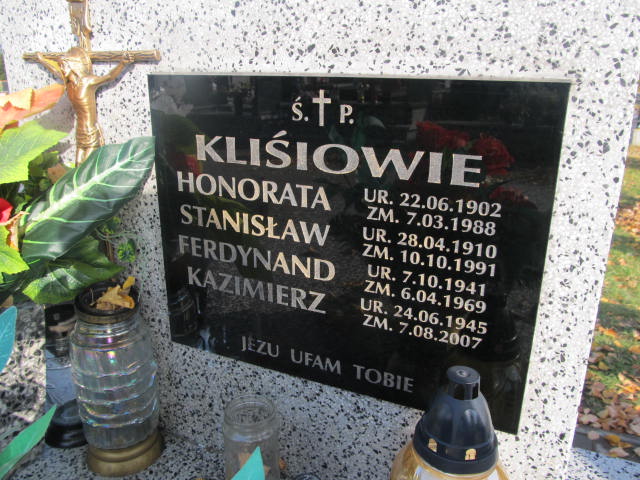 Ś. P.
KLIŚIOWIE
HONORATA UR. 22.06.1902
ZM. 7.03.1988
STANISŁAW UR. 28.04.1910
ZM. 10.10.1991
FERDYNAND UR. 7.10.1941
ZM. 6.04.1969
KAZIMIERZ UR. 24.06.1945
ZM. 7.08.2007
JEZU UFAM TOBIE